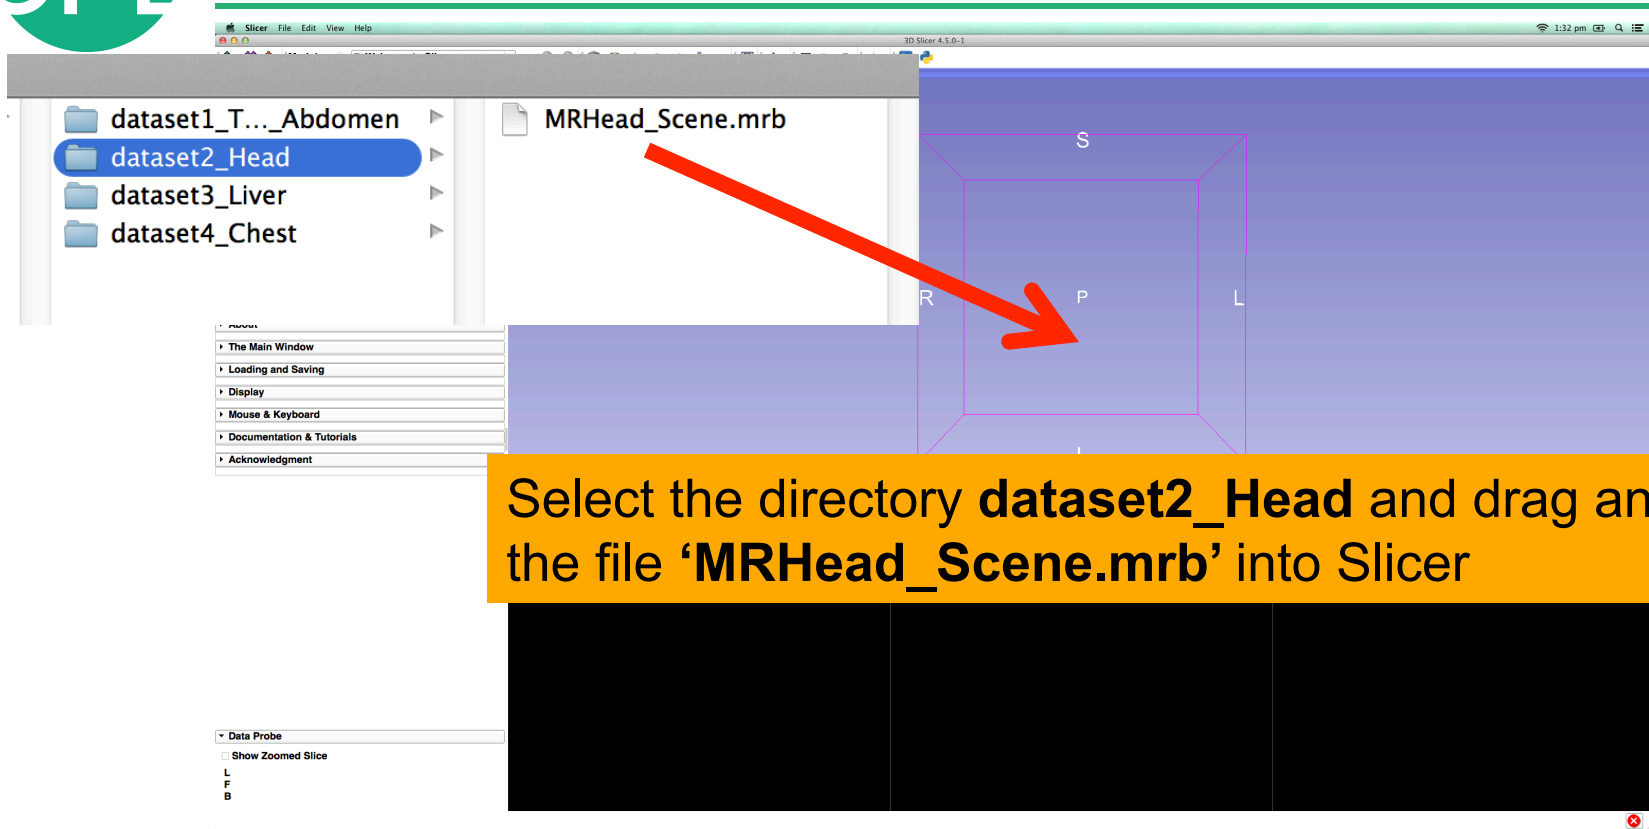 Slicer File Edit View Help
1:32 pm
3D Slicer 4.5.0-1
dataset1_T..._Abdomen
MRHead_Scene.mrb
dataset2_Head
dataset3_Liver
dataset4_Chest
S
R P L
About
The Main Window
Loading and Saving
Display
Mouse & Keyboard
Documentation & Tutorials
Acknowledgment
Select the directory dataset2_Head and drag an
the file ‘MRHead_Scene.mrb’ into Slicer
Data Probe
Show Zoomed Slice
L
F
B